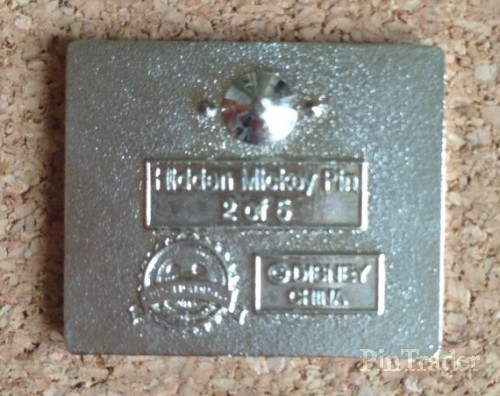 Hidden Mickey Pin
2 of 5
©DISNEY
CHINA
PinTrader